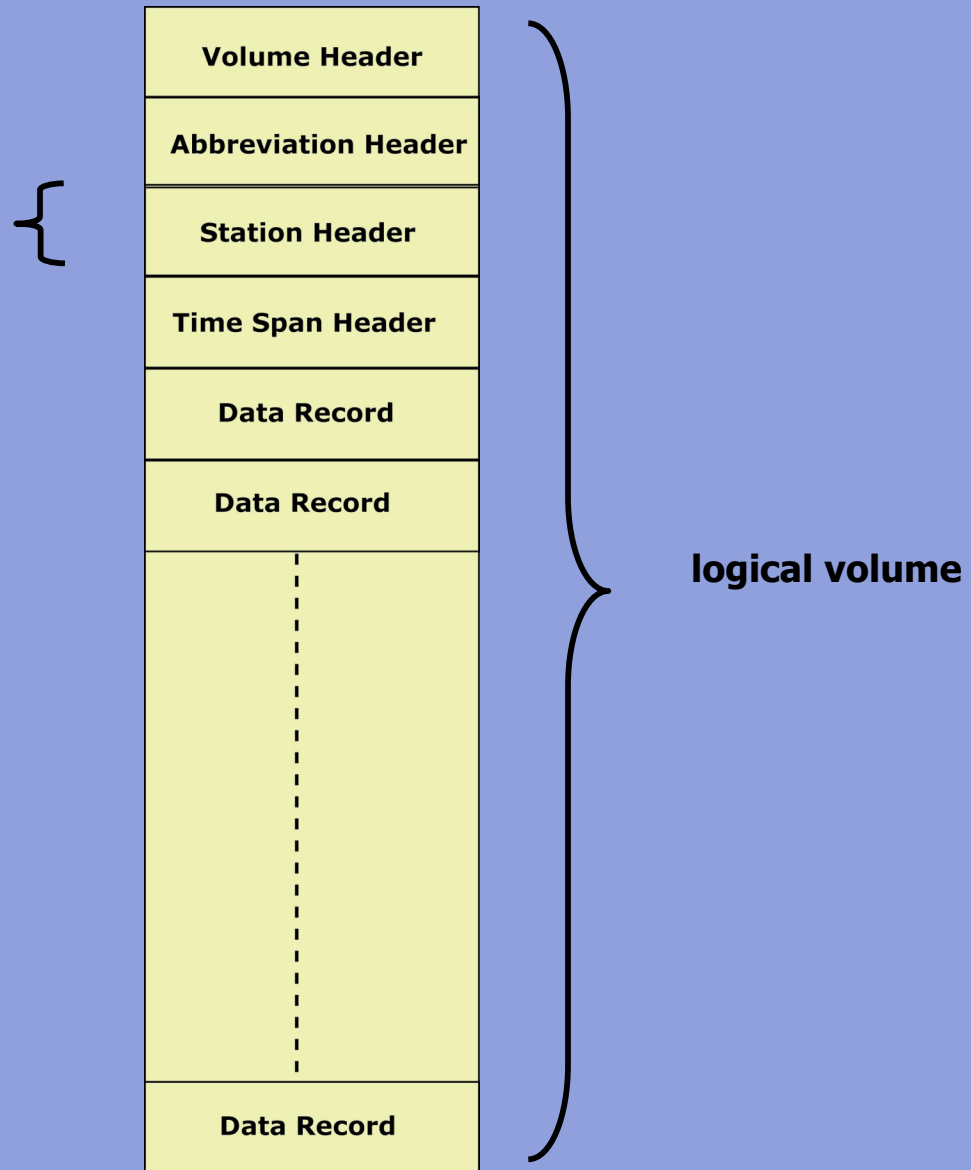 Volume Header
Abbreviation Header
Station Header
Time Span Header
Data Record
Data Record
logical volume
Data Record